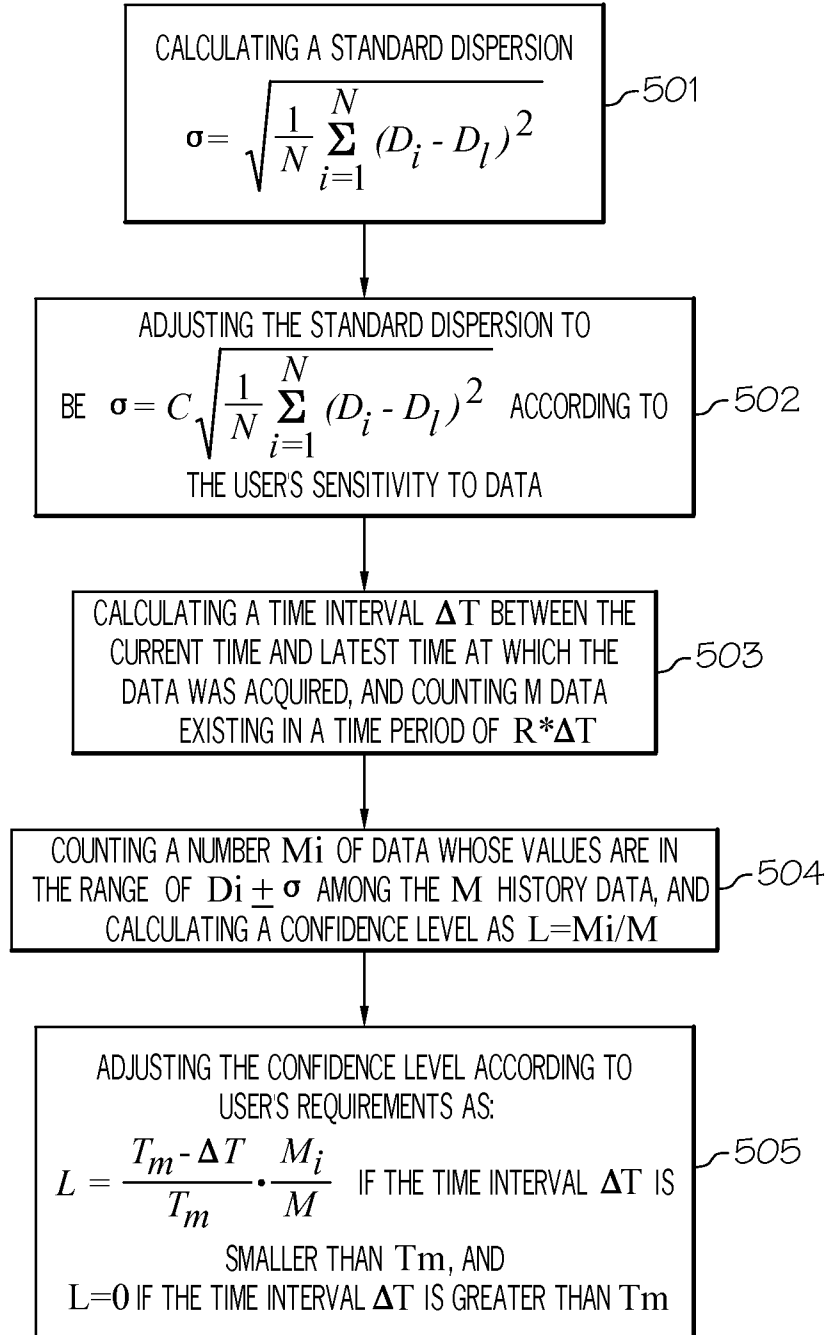 CALCULATING A STANDARD DISPERSION
σ= √(1/N Σ_{i=1}^{N} (D_i - D_l)^2)
501
ADJUSTING THE STANDARD DISPERSION TO
BE σ= C√(1/N Σ_{i=1}^{N} (D_i - D_l)^2) ACCORDING TO
502
THE USER'S SENSITIVITY TO DATA
CALCULATING A TIME INTERVAL ΔT BETWEEN THE
CURRENT TIME AND LATEST TIME AT WHICH THE
503
DATA WAS ACQUIRED, AND COUNTING M DATA
EXISTING IN A TIME PERIOD OF R*ΔT
COUNTING A NUMBER Mi OF DATA WHOSE VALUES ARE IN
THE RANGE OF Di ± σ AMONG THE M HISTORY DATA, AND
504
CALCULATING A CONFIDENCE LEVEL AS L=Mi/M
ADJUSTING THE CONFIDENCE LEVEL ACCORDING TO
USER'S REQUIREMENTS AS:
L = (T_m - ΔT)/T_m • M_i/M IF THE TIME INTERVAL ΔT IS
505
SMALLER THAN Tm, AND
L=0 IF THE TIME INTERVAL ΔT IS GREATER THAN Tm